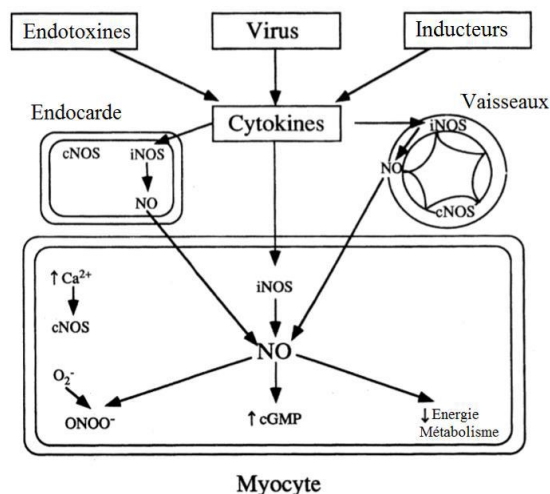 Endotoxines
Virus
Inducteurs
Endocarde
Cytokines
Vaisseaux
cNOS
iNOS
NO
iNOS
NO
cNOS
↑ Ca²⁺
cNOS
iNOS
NO
O₂⁻
ONOO⁻
↑ cGMP
↓ Energie
Métabolisme
Myocyte